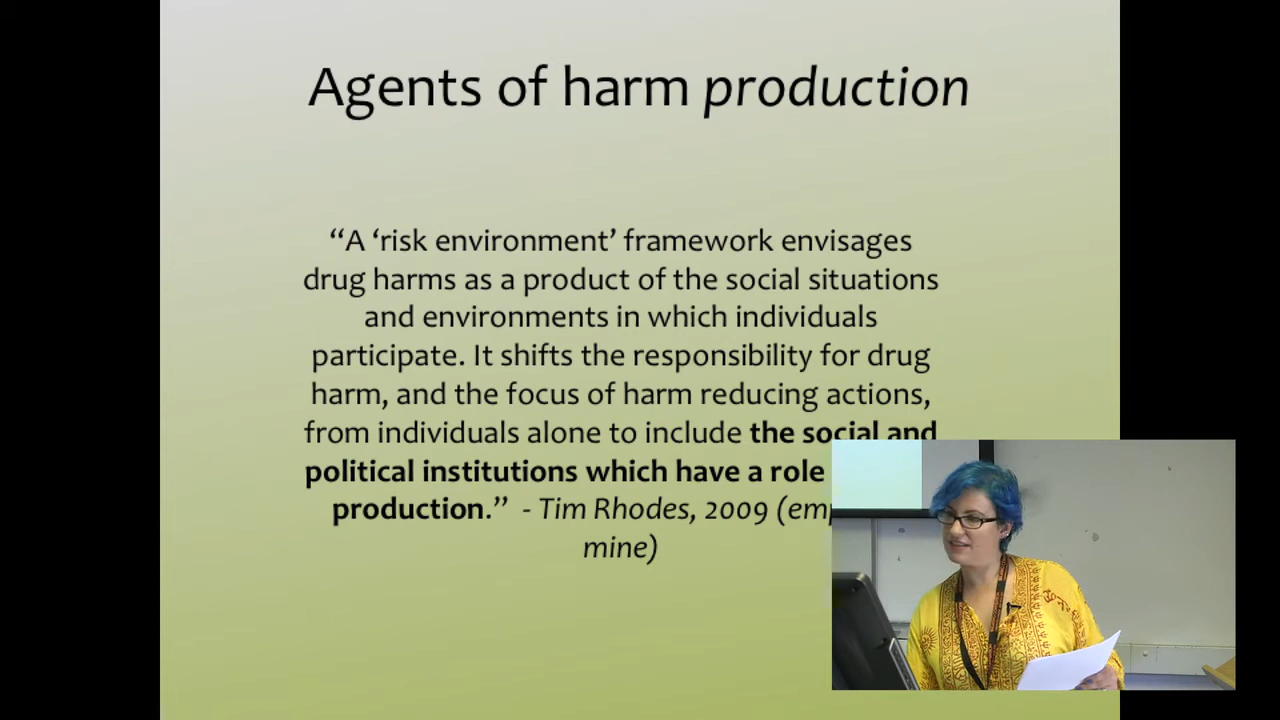 Agents of harm production
“A ‘risk environment’ framework envisages
drug harms as a product of the social situations
and environments in which individuals
participate. It shifts the responsibility for drug
harm, and the focus of harm reducing actions,
from individuals alone to include the social and
political institutions which have a role
production.” - Tim Rhodes, 2009 (emp
mine)